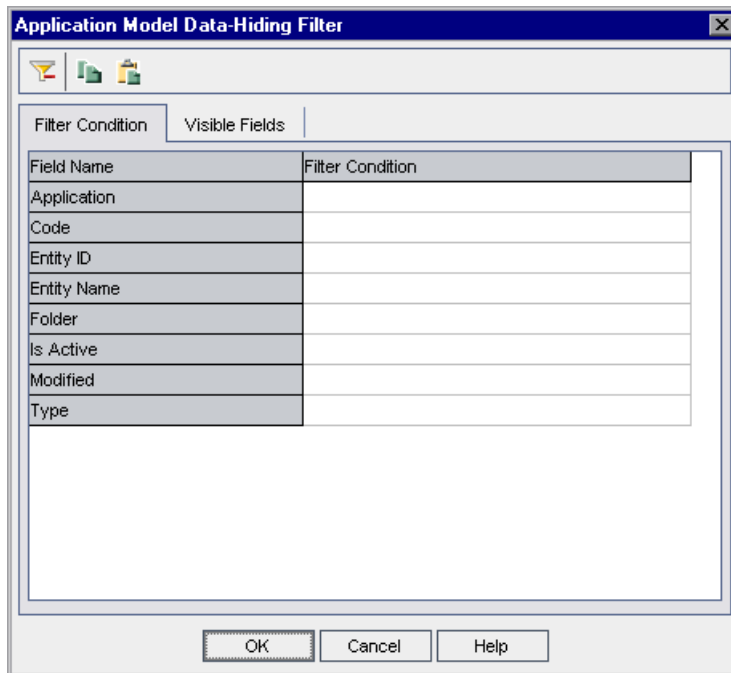 Application Model Data-Hiding Filter
Filter Condition Visible Fields
Field Name Filter Condition
Application
Code
Entity ID
Entity Name
Folder
Is Active
Modified
Type
OK Cancel Help